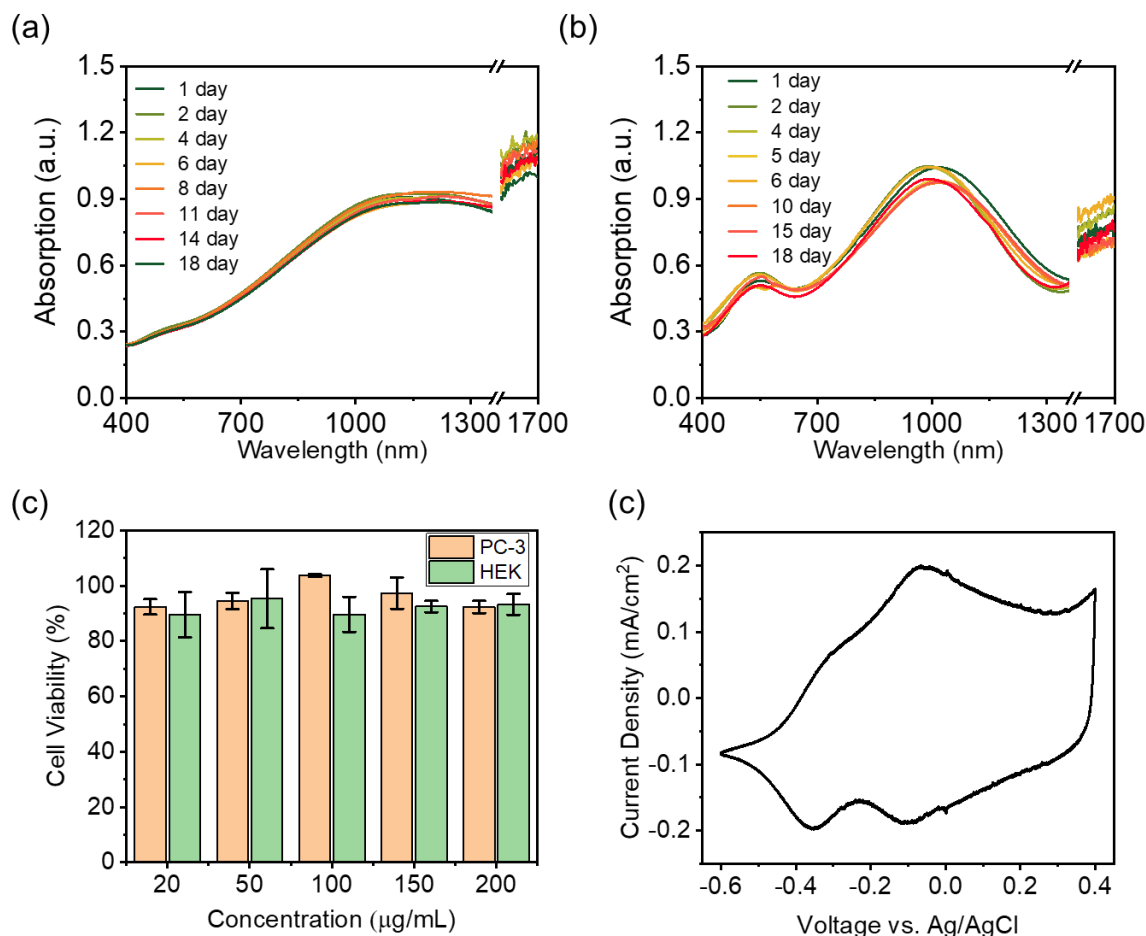 (a)
1.5
1.2
0.9
0.6
0.3
0.0
Absorption (a.u.)
1 day
2 day
4 day
6 day
8 day
11 day
14 day
18 day
400 700 1000 1300 1700
Wavelength (nm)
(b)
1.5
1.2
0.9
0.6
0.3
0.0
Absorption (a.u.)
1 day
2 day
4 day
5 day
6 day
10 day
15 day
18 day
400 700 1000 1300 1700
Wavelength (nm)
(c)
120
100
80
60
40
20
0
Cell Viability (%)
PC-3
HEK
20 50 100 150 200
Concentration (μg/mL)
(c)
0.2
0.1
0.0
-0.1
-0.2
Current Density (mA/cm²)
-0.6 -0.4 -0.2 0.0 0.2 0.4
Voltage vs. Ag/AgCl